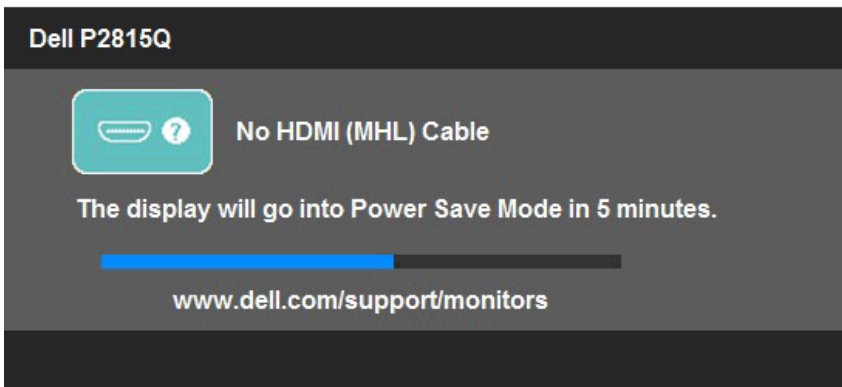 Dell P2815Q
? No HDMI (MHL) Cable
The display will go into Power Save Mode in 5 minutes.
www.dell.com/support/monitors